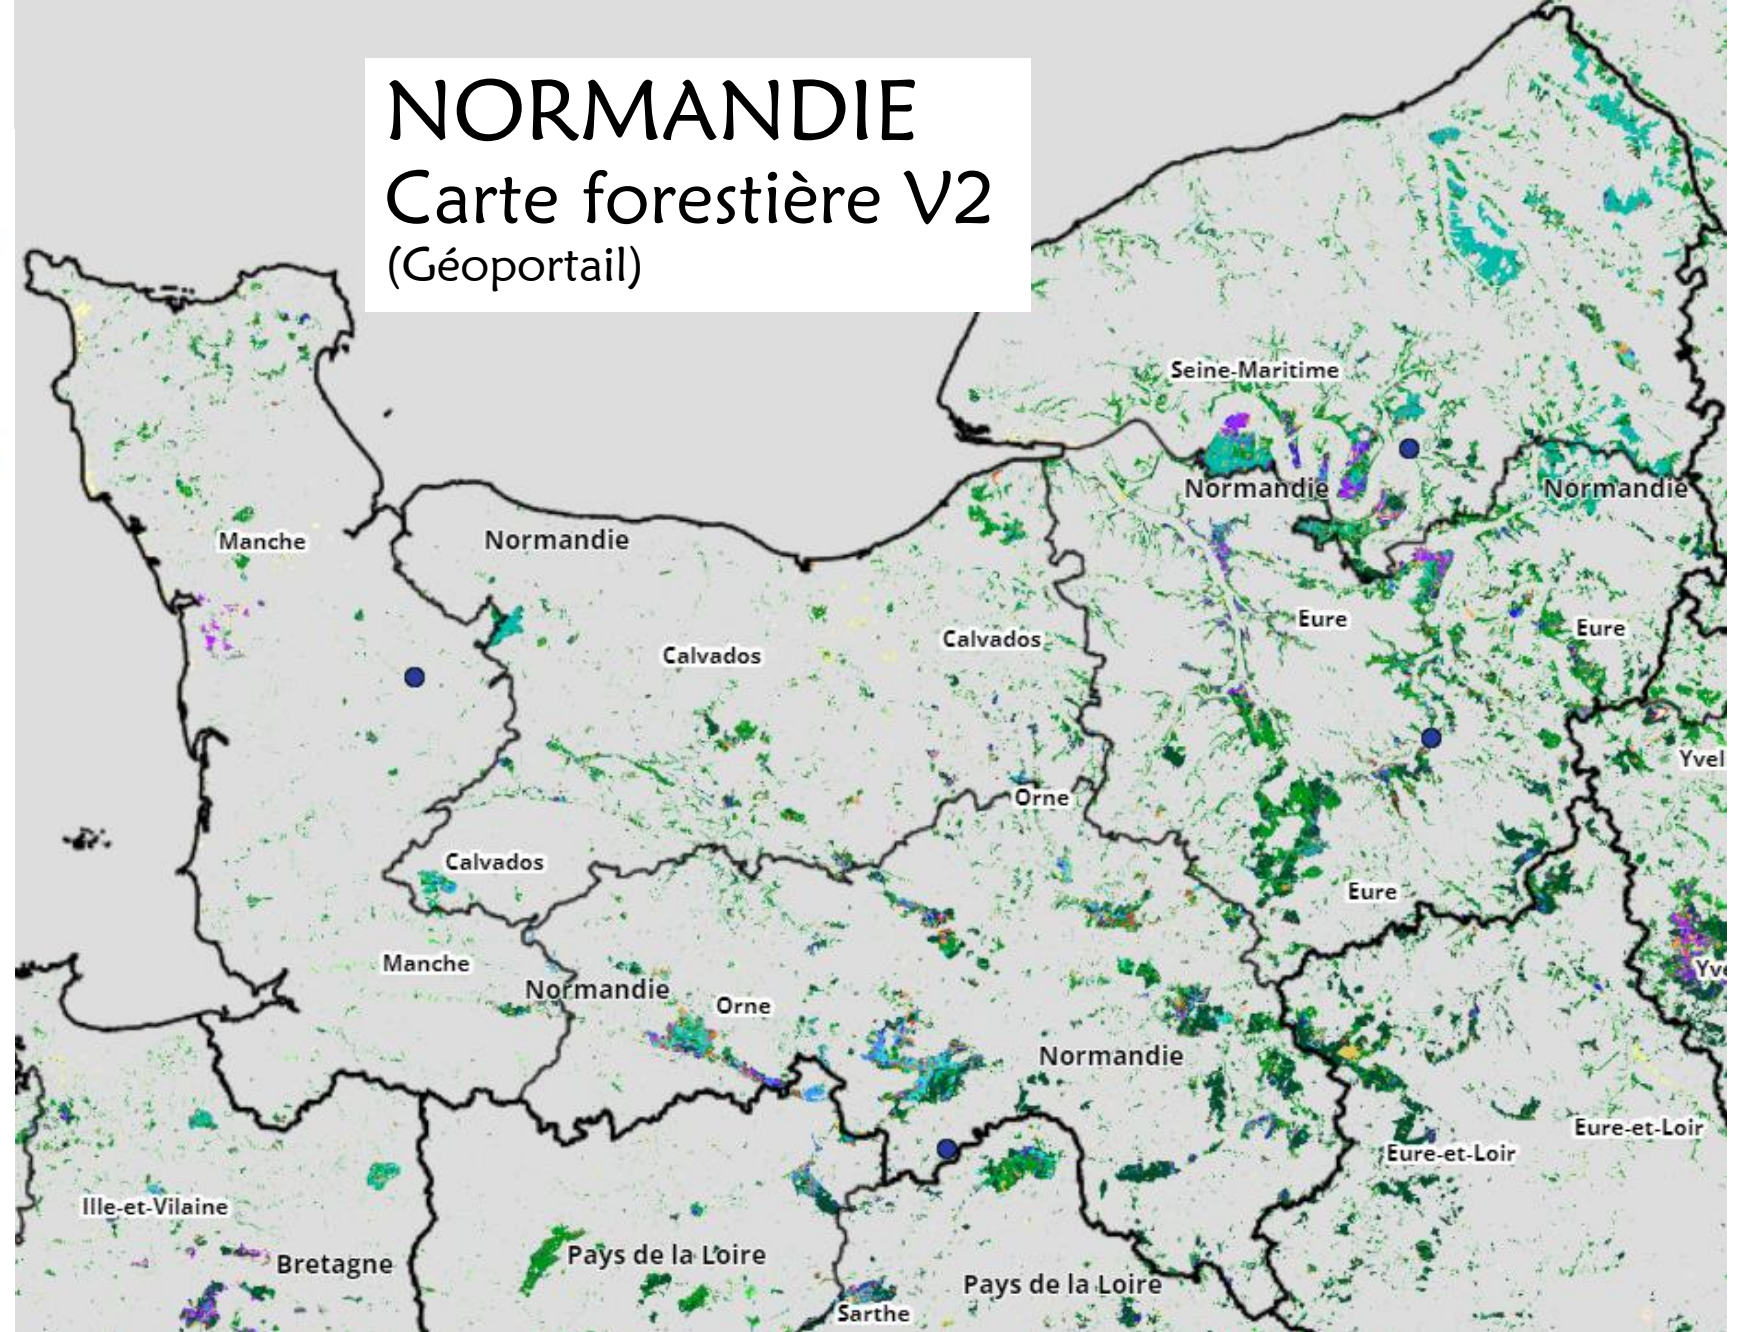 NORMANDIE
Carte forestière V2
(Géoportail)
Seine-Maritime
Normandie
Normandie
Manche
Normandie
Eure
Eure
Calvados
Calvados
Yvel
Orne
Calvados
Eure
Manche
Yve
Normandie
Orne
Normandie
Eure-et-Loir
Eure-et-Loir
Ille-et-Vilaine
Bretagne
Pays de la Loire
Pays de la Loire
Sarthe